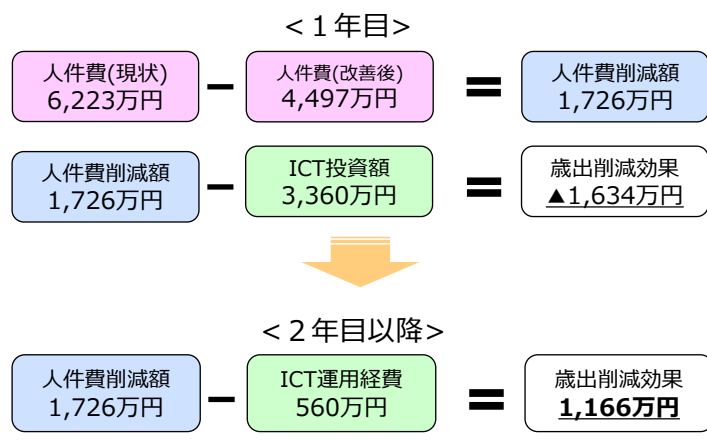 <１年目>
人件費(現状)
6,223万円
－
人件費(改善後)
4,497万円
＝
人件費削減額
1,726万円
人件費削減額
1,726万円
－
ICT投資額
3,360万円
＝
歳出削減効果
▲1,634万円
<２年目以降>
人件費削減額
1,726万円
－
ICT運用経費
560万円
＝
歳出削減効果
1,166万円